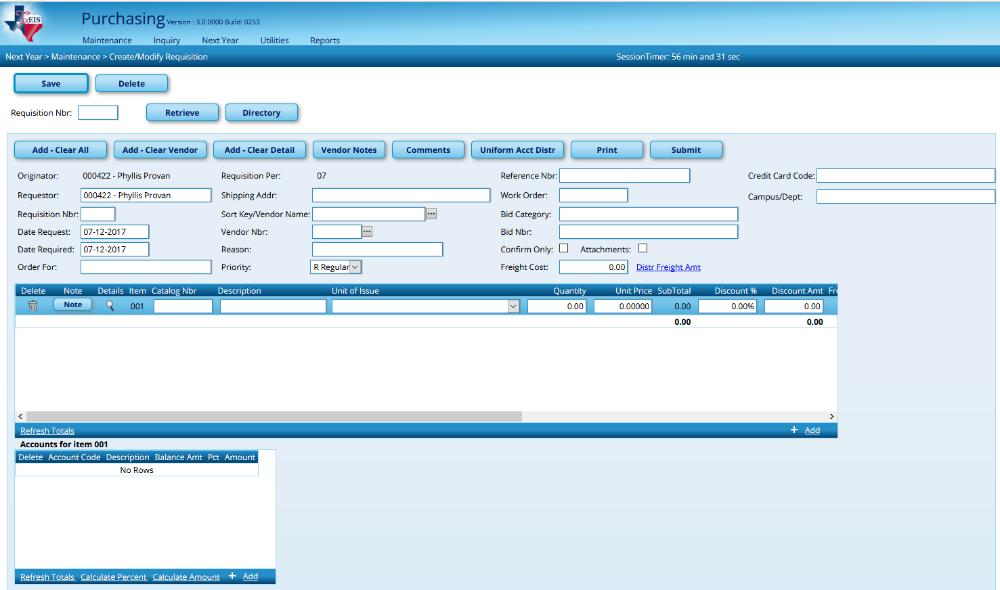 TxEIS
Purchasing Version : 3.0.0000 Build: 0253
Maintenance Inquiry Next Year Utilities Reports
Next Year > Maintenance > Create/Modify Requisition SessionTimer: 56 min and 31 sec
Save Delete
Requisition Nbr: Retrieve Directory
Add - Clear All Add - Clear Vendor Add - Clear Detail Vendor Notes Comments Uniform Acct Distr Print Submit
Originator: 000422 - Phyllis Provan Requisition Per: 07 Reference Nbr: Credit Card Code:
Requestor: 000422 - Phyllis Provan Shipping Addr: Work Order: Campus/Dept:
Requisition Nbr: Sort Key/Vendor Name: ... Bid Category:
Date Request: 07-12-2017 Vendor Nbr: ... Bid Nbr:
Date Required: 07-12-2017 Reason: Confirm Only: Attachments:
Order For: Priority: R Regular Freight Cost: 0.00 Distr Freight Amt
Delete Note Details Item Catalog Nbr Description Unit of Issue Quantity Unit Price SubTotal Discount % Discount Amt Fre
Note 001 0.00 0.00000 0.00 0.00% 0.00
0.00 0.00
Refresh Totals + Add
Accounts for item 001
Delete Account Code Description Balance Amt Pct Amount
No Rows
Refresh Totals Calculate Percent Calculate Amount + Add